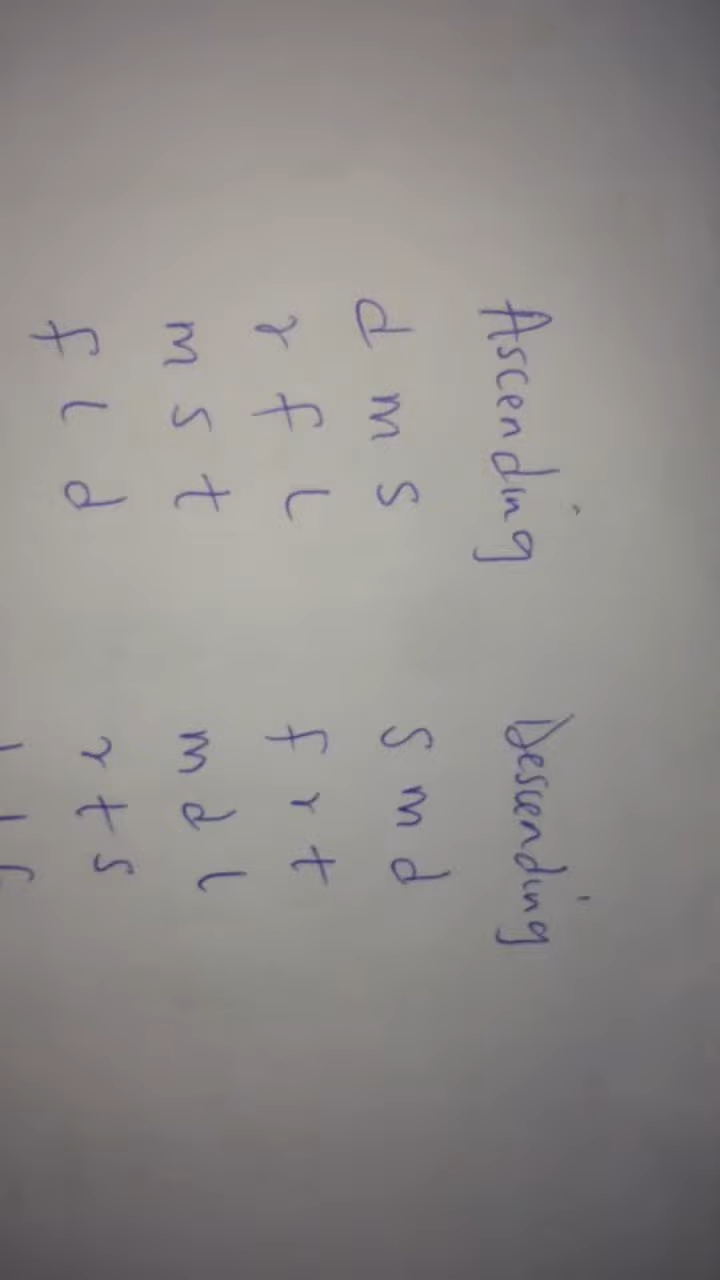 Ascending Descending
d m s s m d
r f l f r t
m s t m d l
f l d r t s